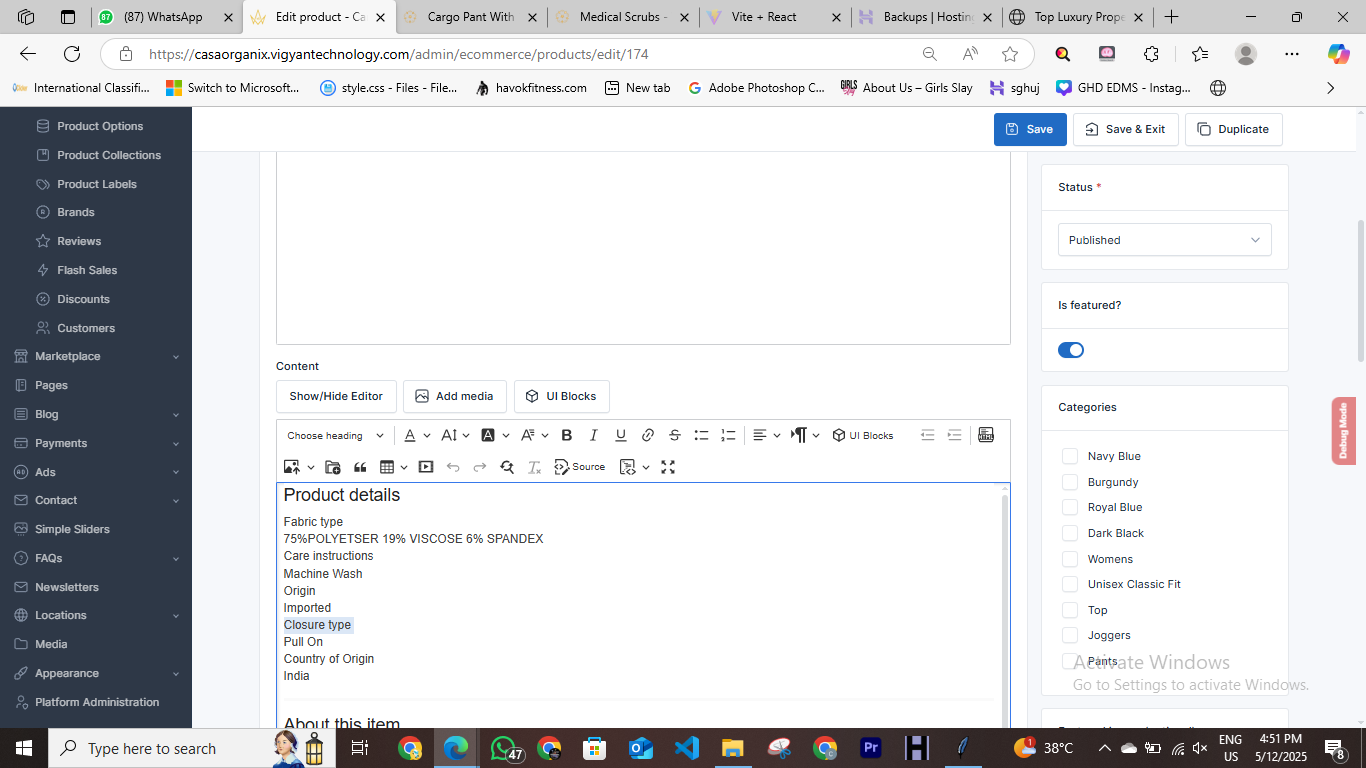 (87) WhatsApp
Edit product - Ca
Cargo Pant With
Medical Scrubs -
Vite + React
Backups | Hosting
Top Luxury Prope
https://casaorganix.vigyantechnology.com/admin/ecommerce/products/edit/174
International Classifi...
Switch to Microsoft...
style.css - Files - File...
havokfitness.com
New tab
Adobe Photoshop C...
About Us – Girls Slay
sghuj
GHD EDMS - Instag...
Product Options
Product Collections
Product Labels
Brands
Reviews
Flash Sales
Discounts
Customers
Marketplace
Pages
Blog
Payments
Ads
Contact
Simple Sliders
FAQs
Newsletters
Locations
Media
Appearance
Platform Administration
Save
Save & Exit
Duplicate
Content
Show/Hide Editor
Add media
UI Blocks
Choose heading
UI Blocks
Source
Product details
Fabric type
75%POLYETSER 19% VISCOSE 6% SPANDEX
Care instructions
Machine Wash
Origin
Imported
Closure type
Pull On
Country of Origin
India
About this item
Status *
Published
Is featured?
Categories
Navy Blue
Burgundy
Royal Blue
Dark Black
Womens
Unisex Classic Fit
Top
Joggers
Pants
Debug Mode
Activate Windows
Go to Settings to activate Windows.
Type here to search
47
38°C
ENG
US
4:51 PM
5/12/2025
8